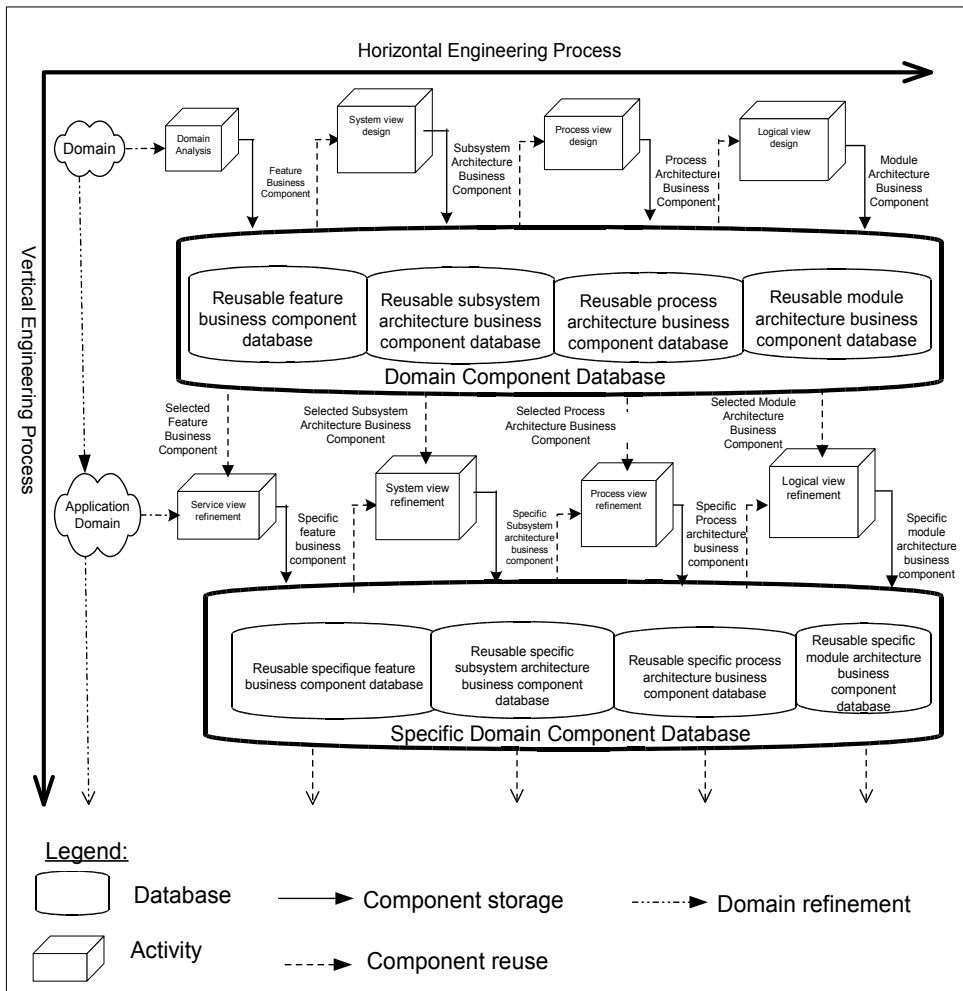 Horizontal Engineering Process
Vertical Engineering Process
Domain
Domain
Analysis
Feature
Business
Component
System view
design
Subsystem
Architecture
Business
Component
Process view
design
Process
Architecture
Business
Component
Logical view
design
Module
Architecture
Business
Component
Reusable feature
business component
database
Reusable subsystem
architecture business
component database
Reusable process
architecture business
component database
Reusable module
architecture business
component database
Domain Component Database
Selected
Feature
Business
Component
Selected Subsystem
Architecture Business
Component
Selected Process
Architecture Business
Component
Selected Module
Architecture
Business
Component
Application
Domain
Service view
refinement
Specific
feature
business
component
System view
refinement
Specific
Subsystem
architecture
business
component
Process view
refinement
Specific
Process
architecture
business
component
Logical view
refinement
Specific
module
architecture
business
component
Reusable specifique feature
business component database
Reusable specific
subsystem architecture
business component
database
Reusable specific process
architecture business
component database
Reusable specific
module architecture
business
component
database
Specific Domain Component Database
Legend:
Database
Component storage
Domain refinement
Activity
Component reuse